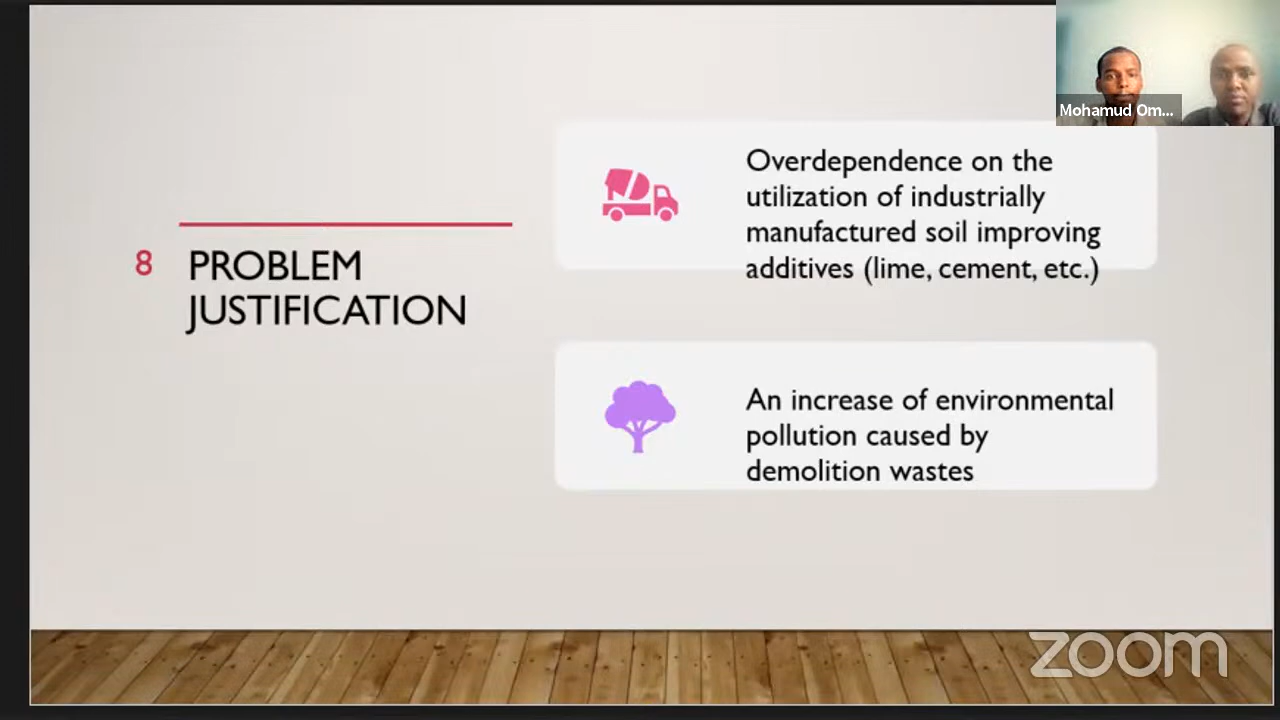 Mohamud Om...
8
PROBLEM
JUSTIFICATION
Overdependence on the
utilization of industrially
manufactured soil improving
additives (lime, cement, etc.)
An increase of environmental
pollution caused by
demolition wastes
zoom